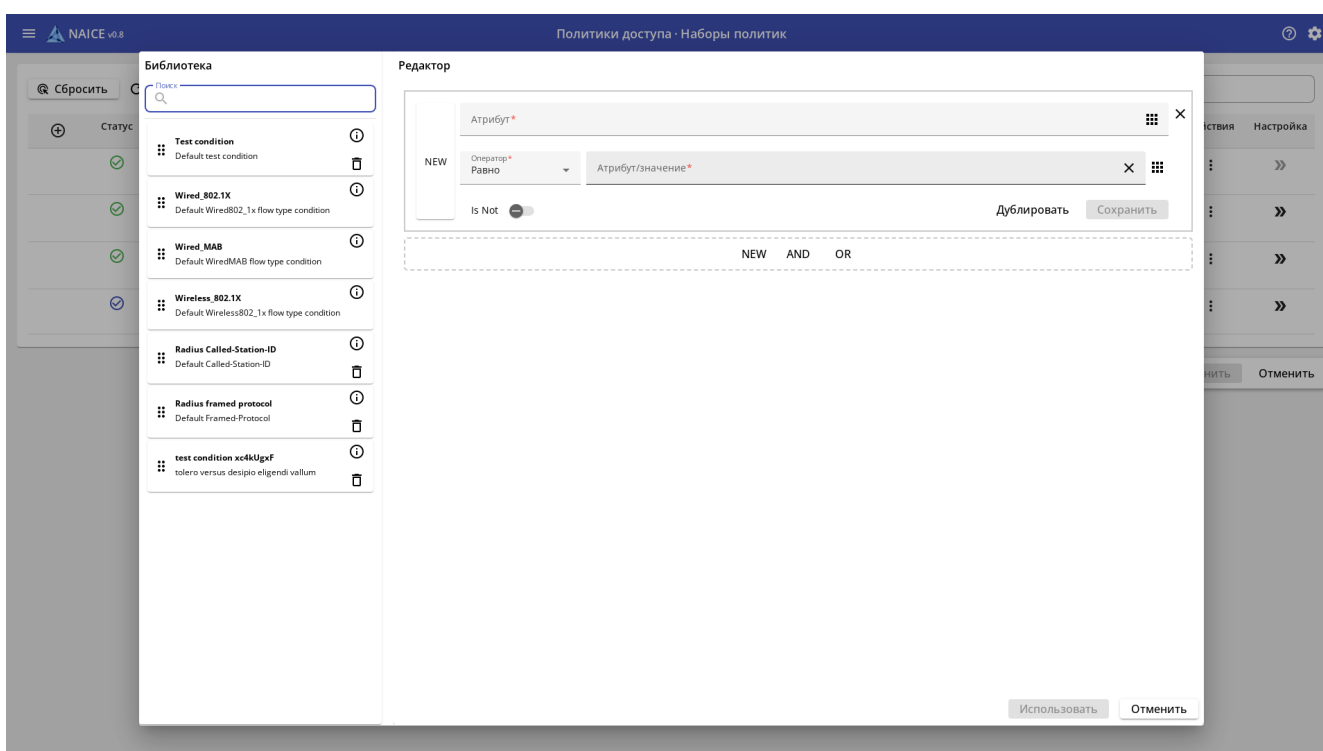 NAICE v0.8
Политики доступа · Наборы политик
Сбросить
Статус
Настройка
Отменить
Библиотека
Поиск
Test condition
Default test condition
Wired_802.1X
Default Wired802_1x flow type condition
Wired_MAB
Default WiredMAB flow type condition
Wireless_802.1X
Default Wireless802_1x flow type condition
Radius Called-Station-ID
Default Called-Station-ID
Radius framed protocol
Default Framed-Protocol
test condition xc4kUgxF
tolero versus desipio eligendi vallum
Редактор
NEW
Атрибут*
Оператор*
Равно
Атрибут/значение*
Is Not
Дублировать
Сохранить
NEW AND OR
Использовать
Отменить